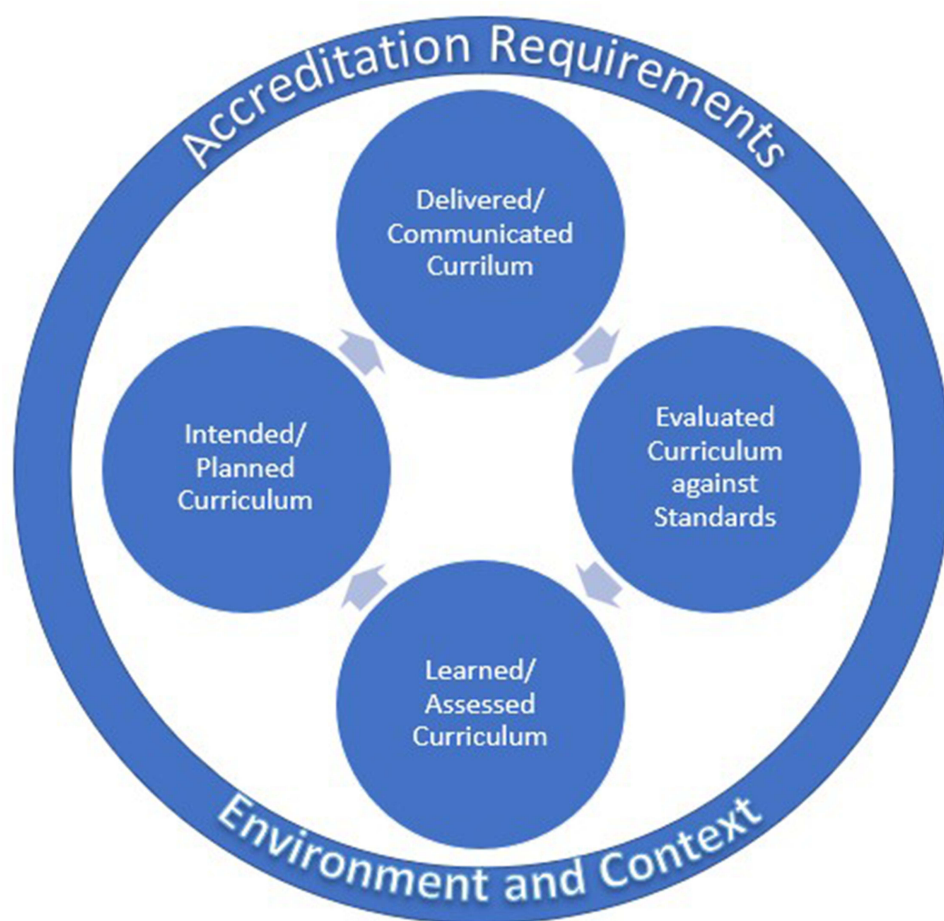 Accreditation Requirements
Delivered/
Communicated
Currilum
Intended/
Planned
Curriculum
Evaluated
Curriculum
against
Standards
Learned/
Assessed
Curriculum
Environment and Context